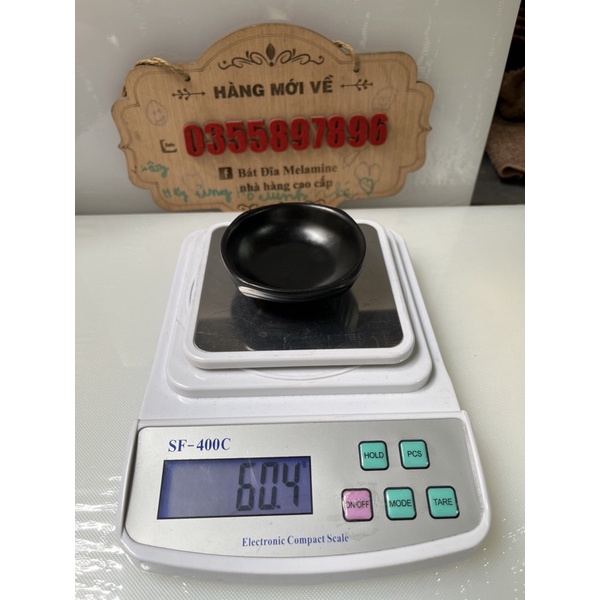 HÀNG MỚI VỀ
0355897896
Bát Đĩa Melamine
nhà hàng cao cấp
SF-400C
60.4
HOLD
PCS
ON/OFF
MODE
TARE
Electronic Compact Scale